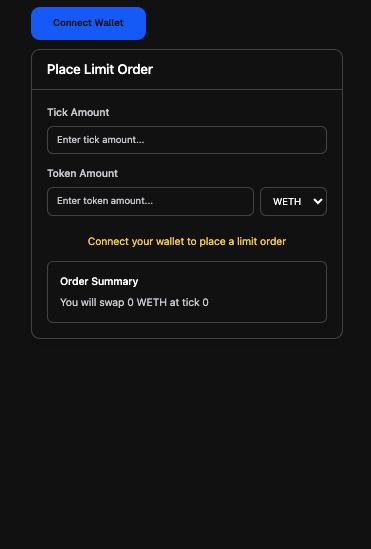 Connect Wallet
Place Limit Order
Tick Amount
Enter tick amount...
Token Amount
Enter token amount...
WETH
Connect your wallet to place a limit order
Order Summary
You will swap 0 WETH at tick 0